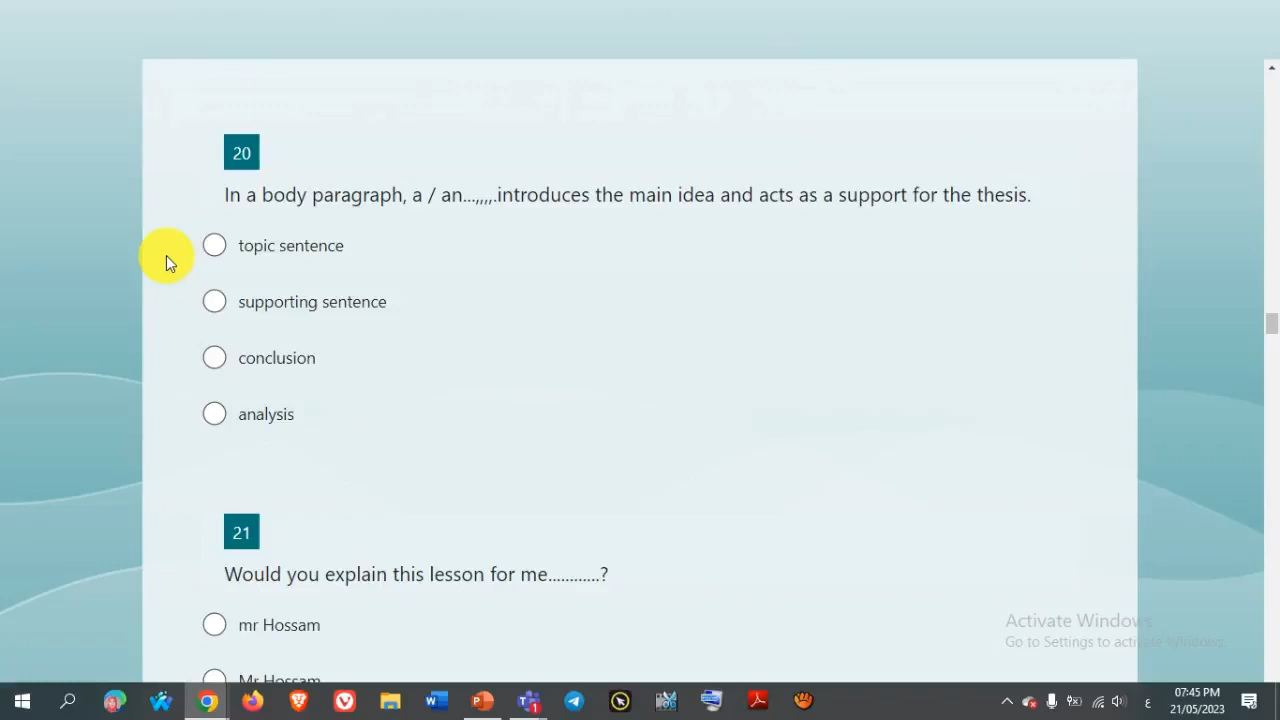 20
In a body paragraph, a / an...,,,,.introduces the main idea and acts as a support for the thesis.
topic sentence
supporting sentence
conclusion
analysis
21
Would you explain this lesson for me............?
mr Hossam
Mr Hossam
Activate Windows
Go to Settings to activate Windows.
07:45 PM
21/05/2023
ع